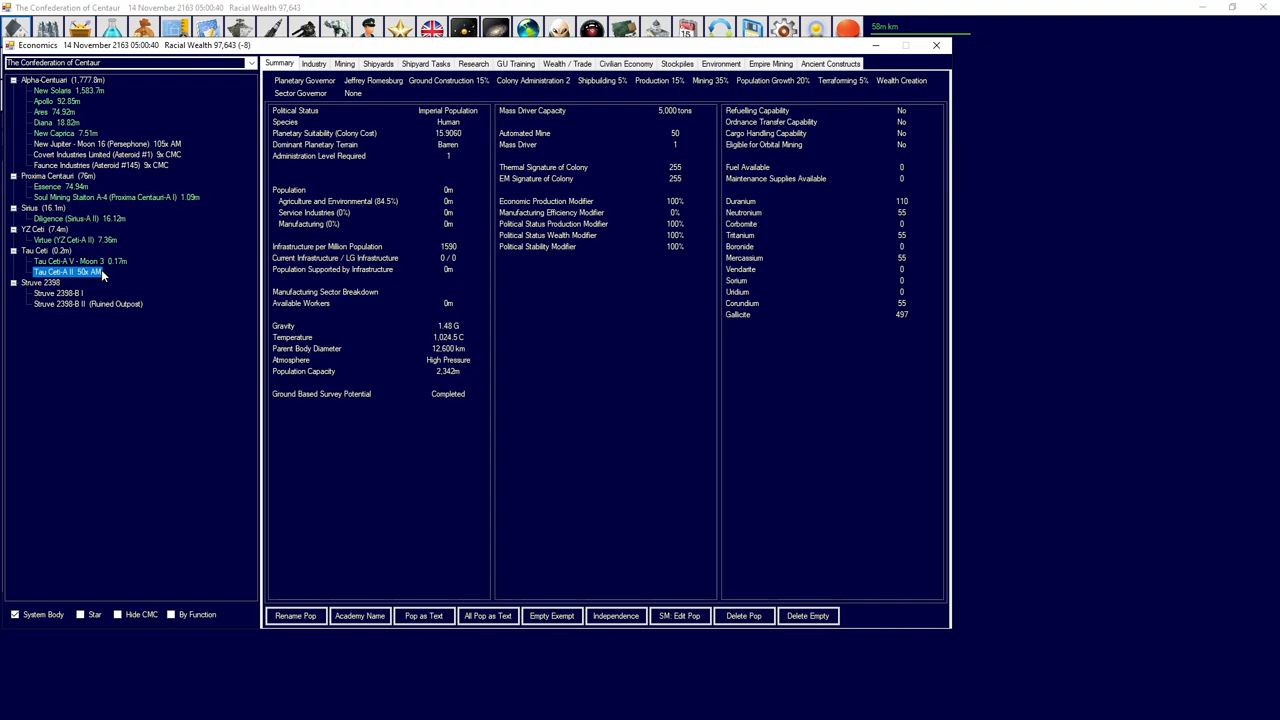 The Confederation of Centaur 14 November 2163 05:00:40 Racial Wealth 97,643
58m km
Economics 14 November 2163 05:00:40 Racial Wealth 97,643 (-8)
The Confederation of Centaur
Alpha-Centuari (1,777.8m)
New Solaris 1,583.7m
Apollo 92.85m
Ares 74.92m
Diana 18.82m
New Caprica 7.51m
New Jupiter - Moon 16 (Persephone) 105x AM
Covert Industries Limited (Asteroid #1) 9x CMC
Faunce Industries (Asteroid #145) 9x CMC
Proxima Centauri (76m)
Essence 74.94m
Soul Mining Staiton A-4 (Proxima Centauri-A I) 1.09m
Sirius (16.1m)
Diligence (Sirius-A II) 16.12m
YZ Ceti (7.4m)
Virtue (YZ Ceti-A II) 7.36m
Tau Ceti (0.2m)
Tau Ceti-A V - Moon 3 0.17m
Tau Ceti-A II 50x AM
Struve 2398
Struve 2398-B I
Struve 2398-B II (Ruined Outpost)
System Body Star Hide CMC By Function
Summary Industry Mining Shipyards Shipyard Tasks Research GU Training Wealth / Trade Civilian Economy Stockpiles Environment Empire Mining Ancient Constructs
Planetary Governor Jeffrey Romesburg Ground Construction 15% Colony Administration 2 Shipbuilding 5% Production 15% Mining 35% Population Growth 20% Terraforming 5% Wealth Creation
Sector Governor None
Political Status Imperial Population
Species Human
Planetary Suitability (Colony Cost) 15.9060
Dominant Planetary Terrain Barren
Administration Level Required 1
Population 0m
Agriculture and Environmental (84.5%) 0m
Service Industries (0%) 0m
Manufacturing (0%) 0m
Infrastructure per Million Population 1590
Current Infrastructure / LG Infrastructure 0 / 0
Population Supported by Infrastructure 0m
Manufacturing Sector Breakdown
Available Workers 0m
Gravity 1.48 G
Temperature 1,024.5 C
Parent Body Diameter 12,600 km
Atmosphere High Pressure
Population Capacity 2,342m
Ground Based Survey Potential Completed
Mass Driver Capacity 5,000 tons
Automated Mine 50
Mass Driver 1
Thermal Signature of Colony 255
EM Signature of Colony 255
Economic Production Modifier 100%
Manufacturing Efficiency Modifier 0%
Political Status Production Modifier 100%
Political Status Wealth Modifier 100%
Political Stability Modifier 100%
Refuelling Capability No
Ordnance Transfer Capability No
Cargo Handling Capability No
Eligible for Orbital Mining No
Fuel Available 0
Maintenance Supplies Available 0
Duranium 110
Neutronium 55
Corbomite 0
Tritanium 55
Boronide 0
Mercassium 55
Vendarite 0
Sorium 0
Uridium 0
Corundium 55
Gallicite 497
Rename Pop Academy Name Pop as Text All Pop as Text Empty Exempt Independence SM: Edit Pop Delete Pop Delete Empty